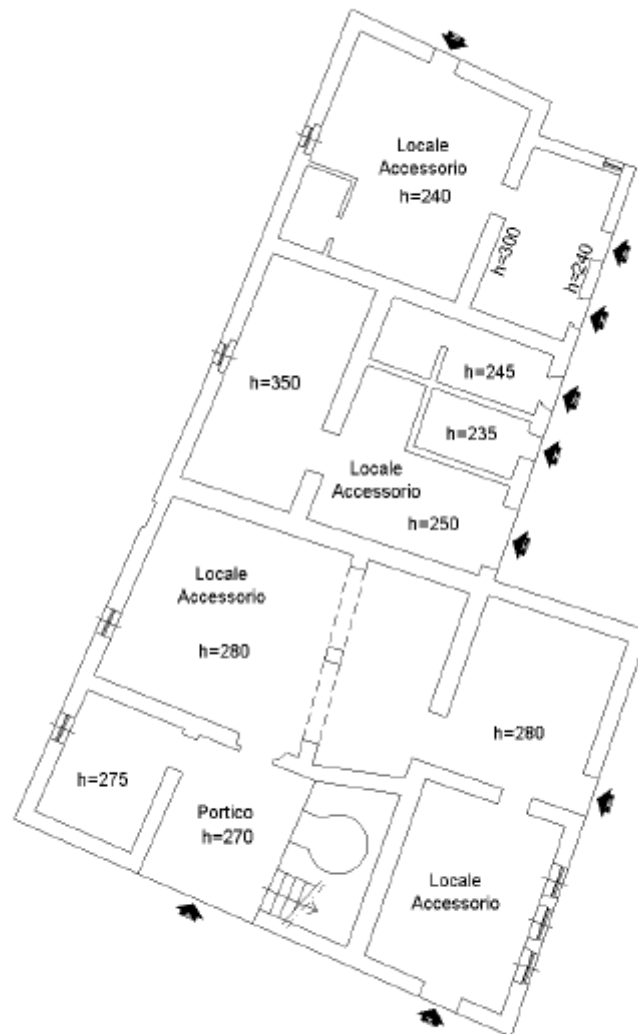 Locale
Accessorio
h=240
h=300
h=240
h=245
h=350
h=235
Locale
Accessorio
h=250
Locale
Accessorio
h=280
h=280
h=275
Portico
h=270
Locale
Accessorio